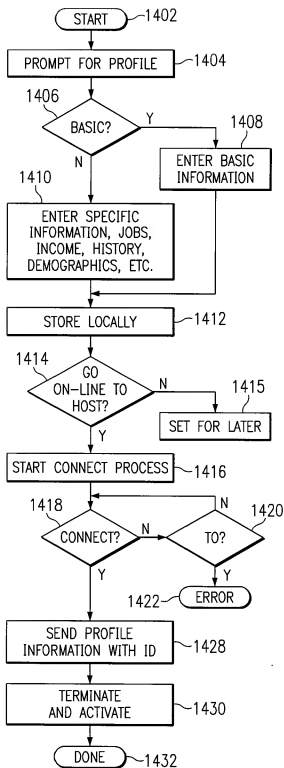 START
1402
PROMPT FOR PROFILE
1404
1406
BASIC?
Y
N
1408
ENTER BASIC
INFORMATION
1410
ENTER SPECIFIC
INFORMATION, JOBS,
INCOME, HISTORY,
DEMOGRAPHICS, ETC.
STORE LOCALLY
1412
1414
GO
ON-LINE TO
HOST?
N
Y
1415
SET FOR LATER
START CONNECT PROCESS
1416
1418
CONNECT?
N
Y
TO?
N
1420
Y
1422
ERROR
SEND PROFILE
INFORMATION WITH ID
1428
TERMINATE
AND ACTIVATE
1430
DONE
1432